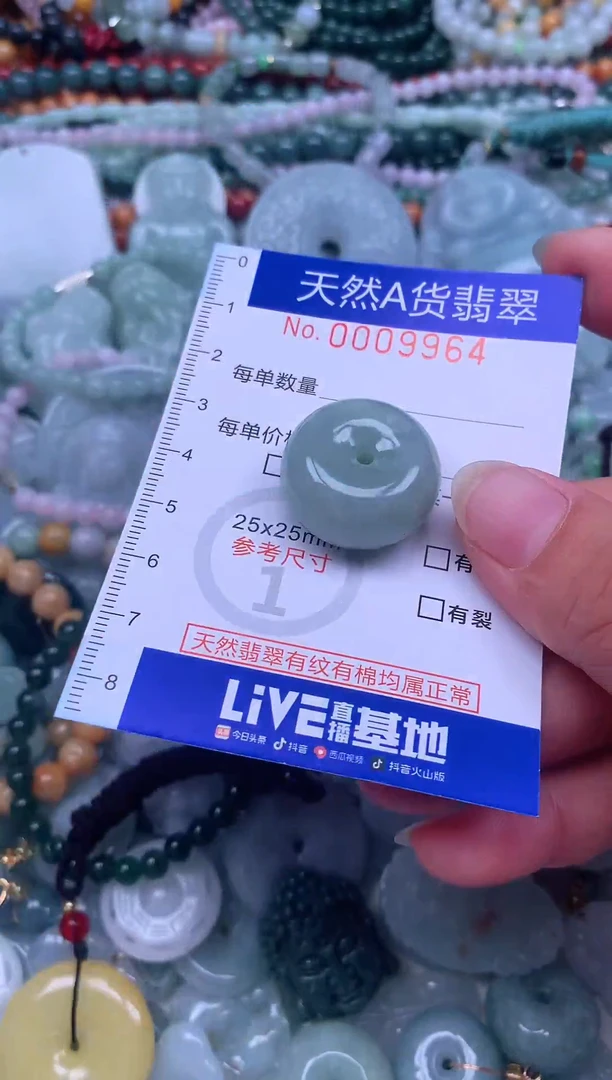 天然A货翡翠
No. 0009964
0
1
2
每单数量
3
每单价
4
5
25x25mm
有
参考尺寸
6
1
有裂
7
天然翡翠有纹有棉均属正常
8
LiVE直播基地
今日头条 抖音 西瓜视频 抖音火山版